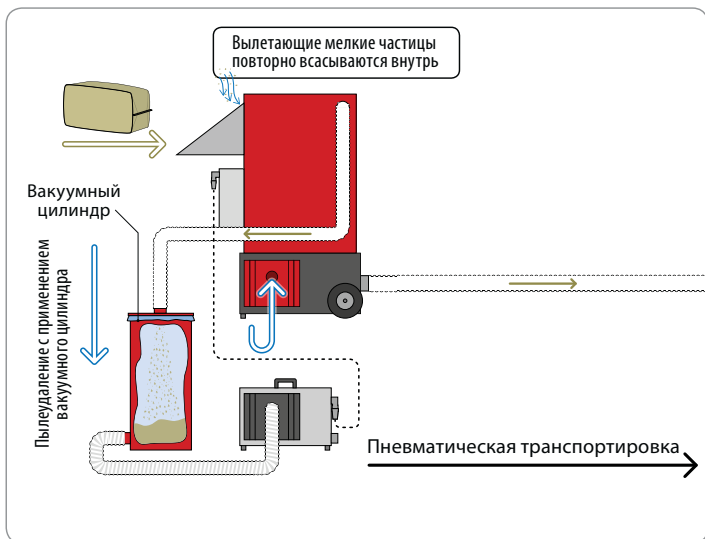 Вылетающие мелкие частицы
повторно всасываются внутрь
Вакуумный
цилиндр
Пылеудаление с применением
вакуумного цилиндра
Пневматическая транспортировка